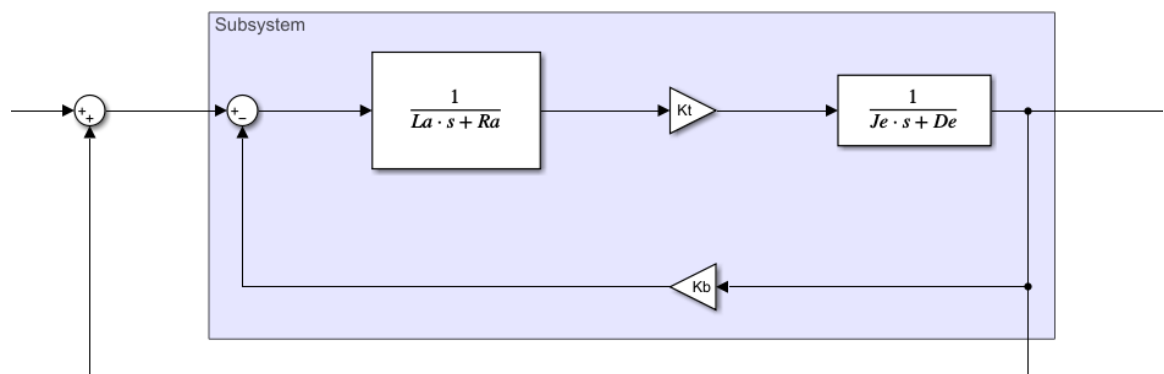 Subsystem
+
+
+
−
1
La · s + Ra
Kt
1
Je · s + De
Kb